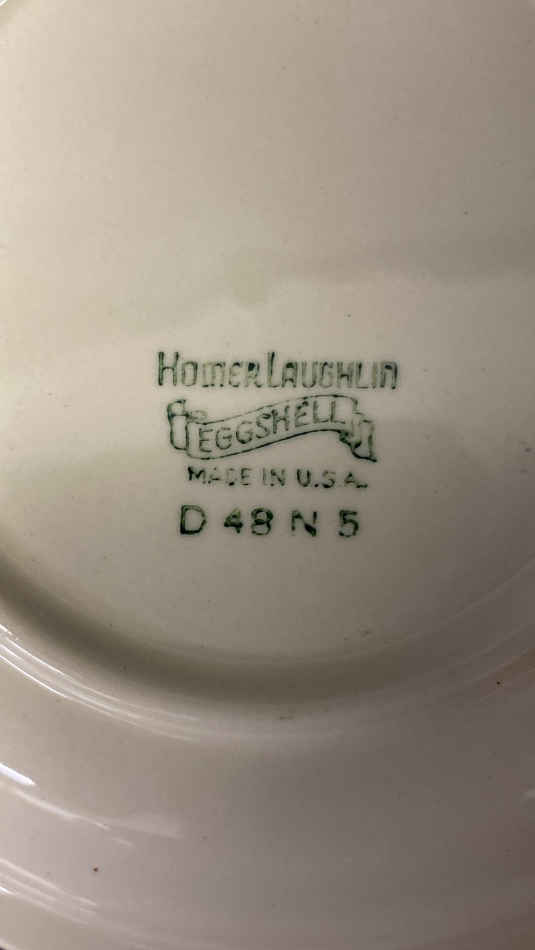 HOMER LAUGHLIN
EGGSHELL
MADE IN U.S.A.
D 48 N 5